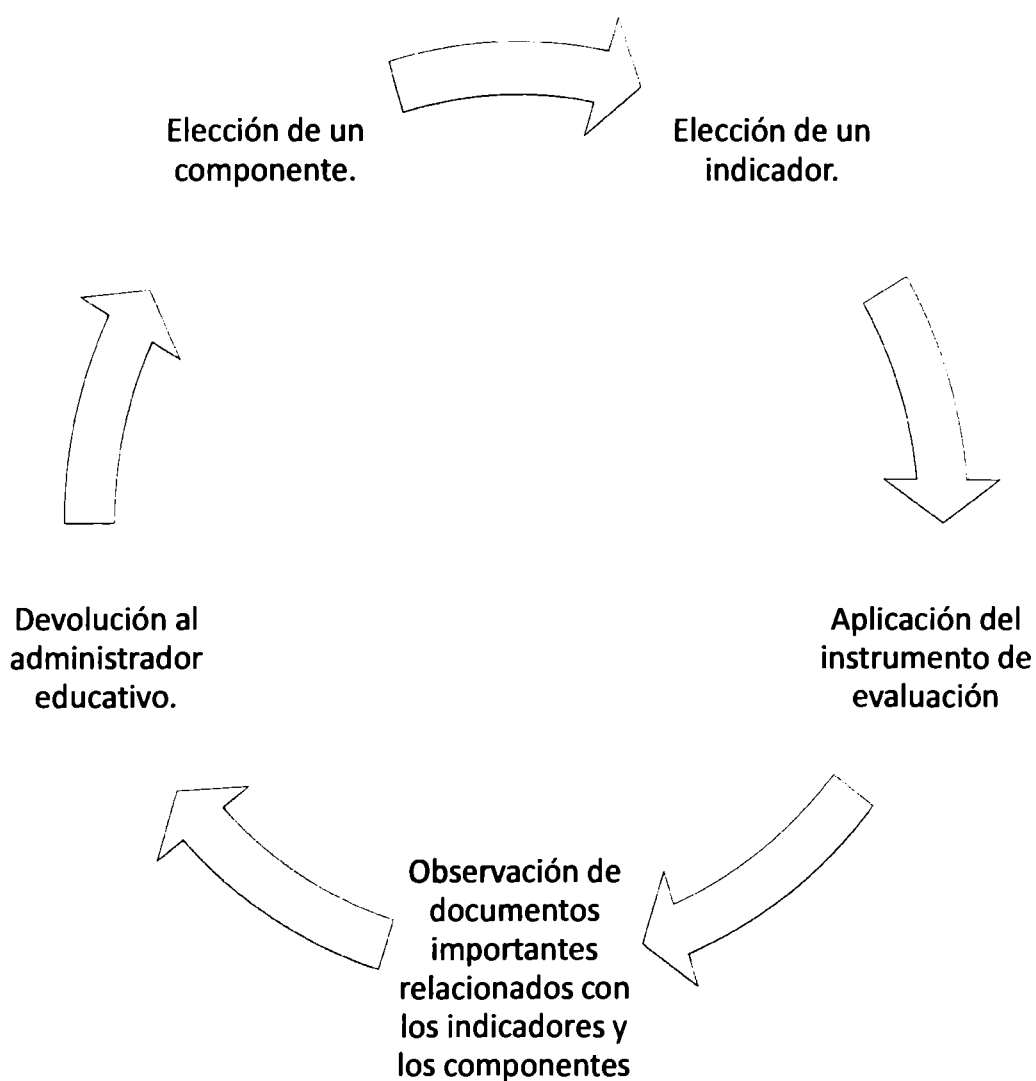 Elección de un
componente.
Elección de un
indicador.
Aplicación del
instrumento de
evaluación
Observación de
documentos
importantes
relacionados con
los indicadores y
los componentes
Devolución al
administrador
educativo.